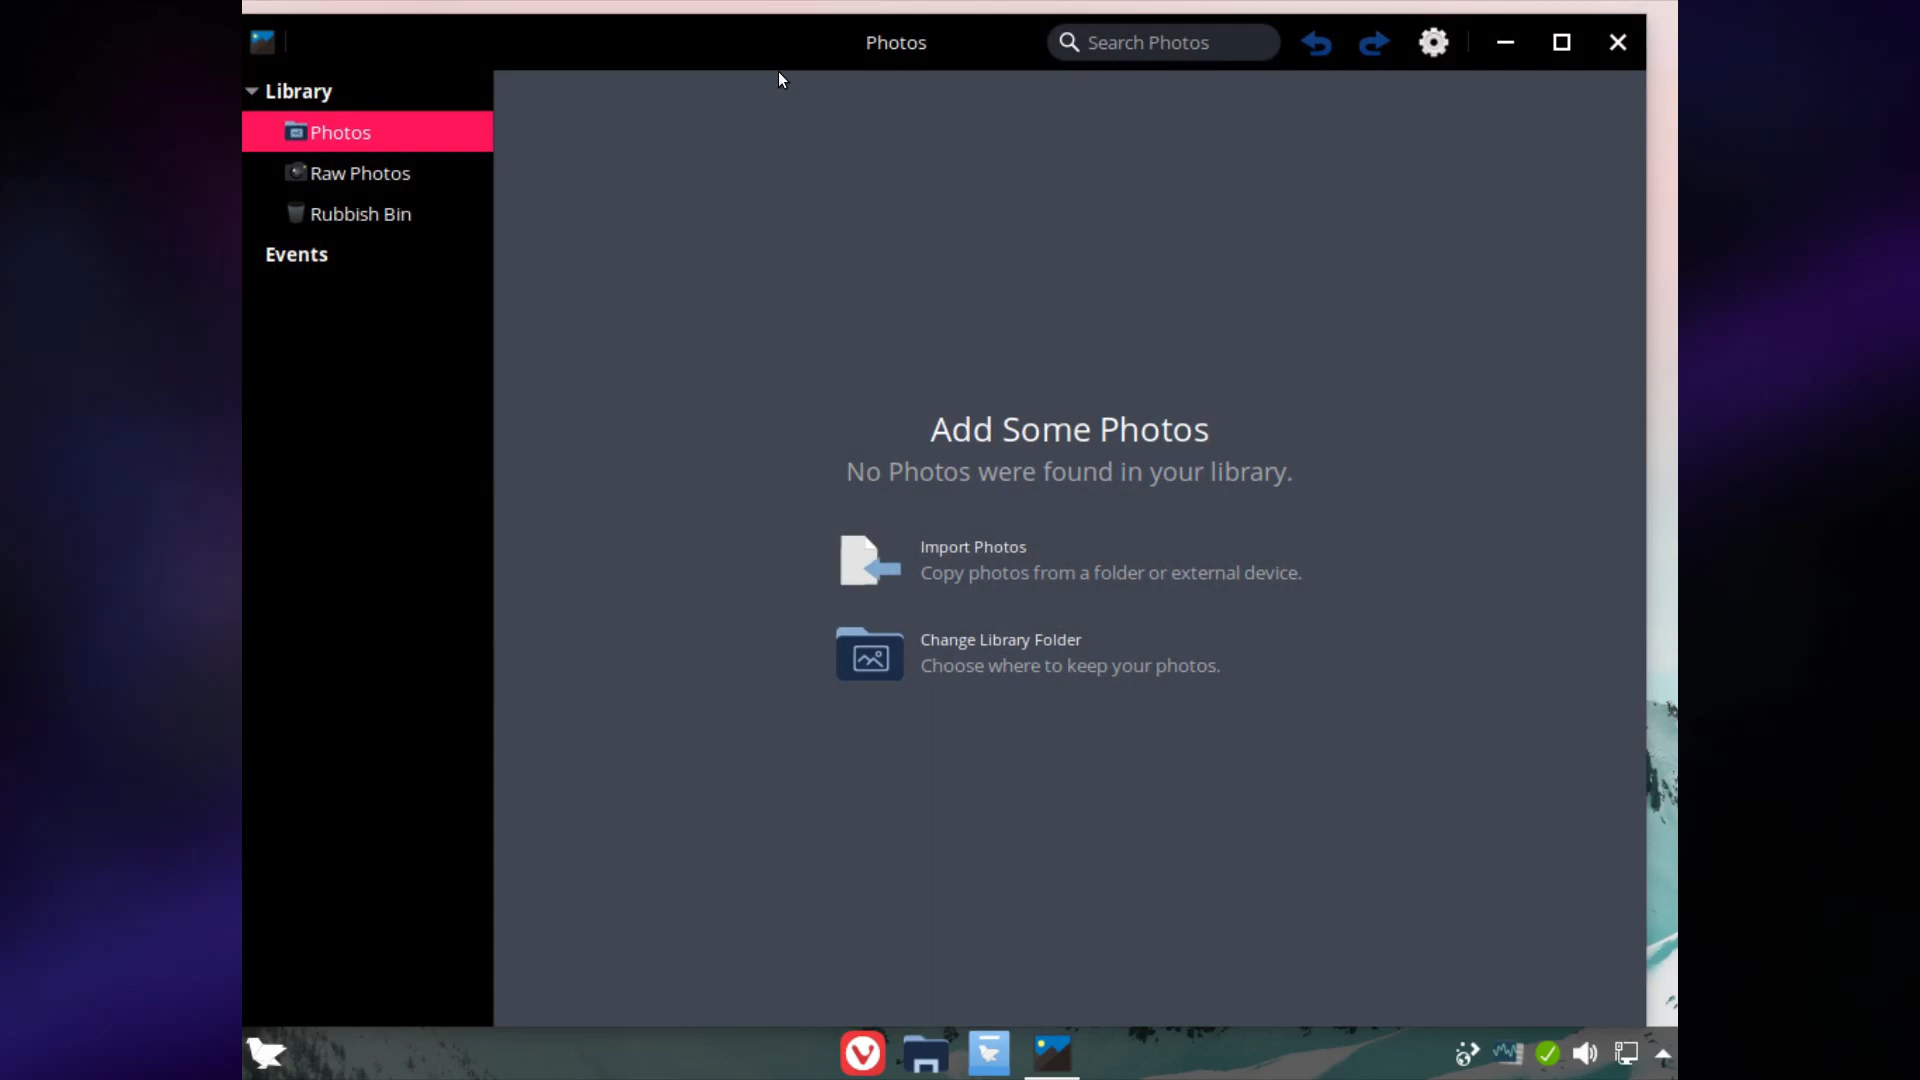 Photos
Search Photos
Library
Photos
Raw Photos
Rubbish Bin
Events
Add Some Photos
No Photos were found in your library.
Import Photos
Copy photos from a folder or external device.
Change Library Folder
Choose where to keep your photos.